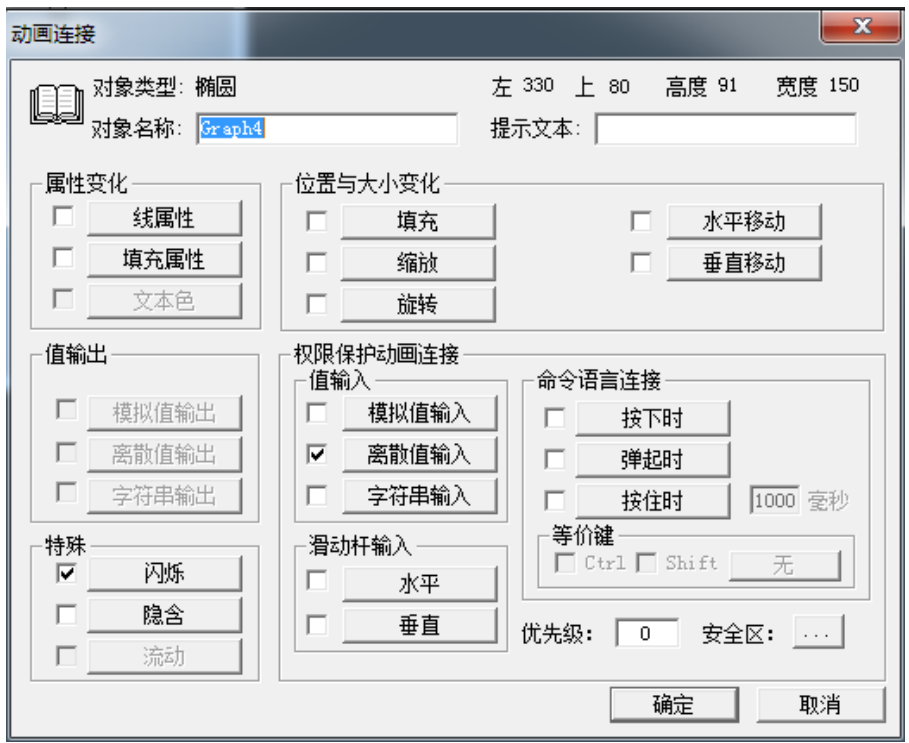 动画连接
对象类型: 椭圆 左 330 上 80 高度 91 宽度 150
对象名称: Graph4 提示文本:
属性变化
线属性
填充属性
文本色
位置与大小变化
填充 水平移动
缩放 垂直移动
旋转
值输出
模拟值输出
离散值输出
字符串输出
权限保护动画连接
值输入
模拟值输入
离散值输入
字符串输入
命令语言连接
按下时
弹起时
按住时 1000 毫秒
等价键
Ctrl Shift 无
特殊
闪烁
隐含
流动
滑动杆输入
水平
垂直
优先级: 0 安全区: ...
确定 取消